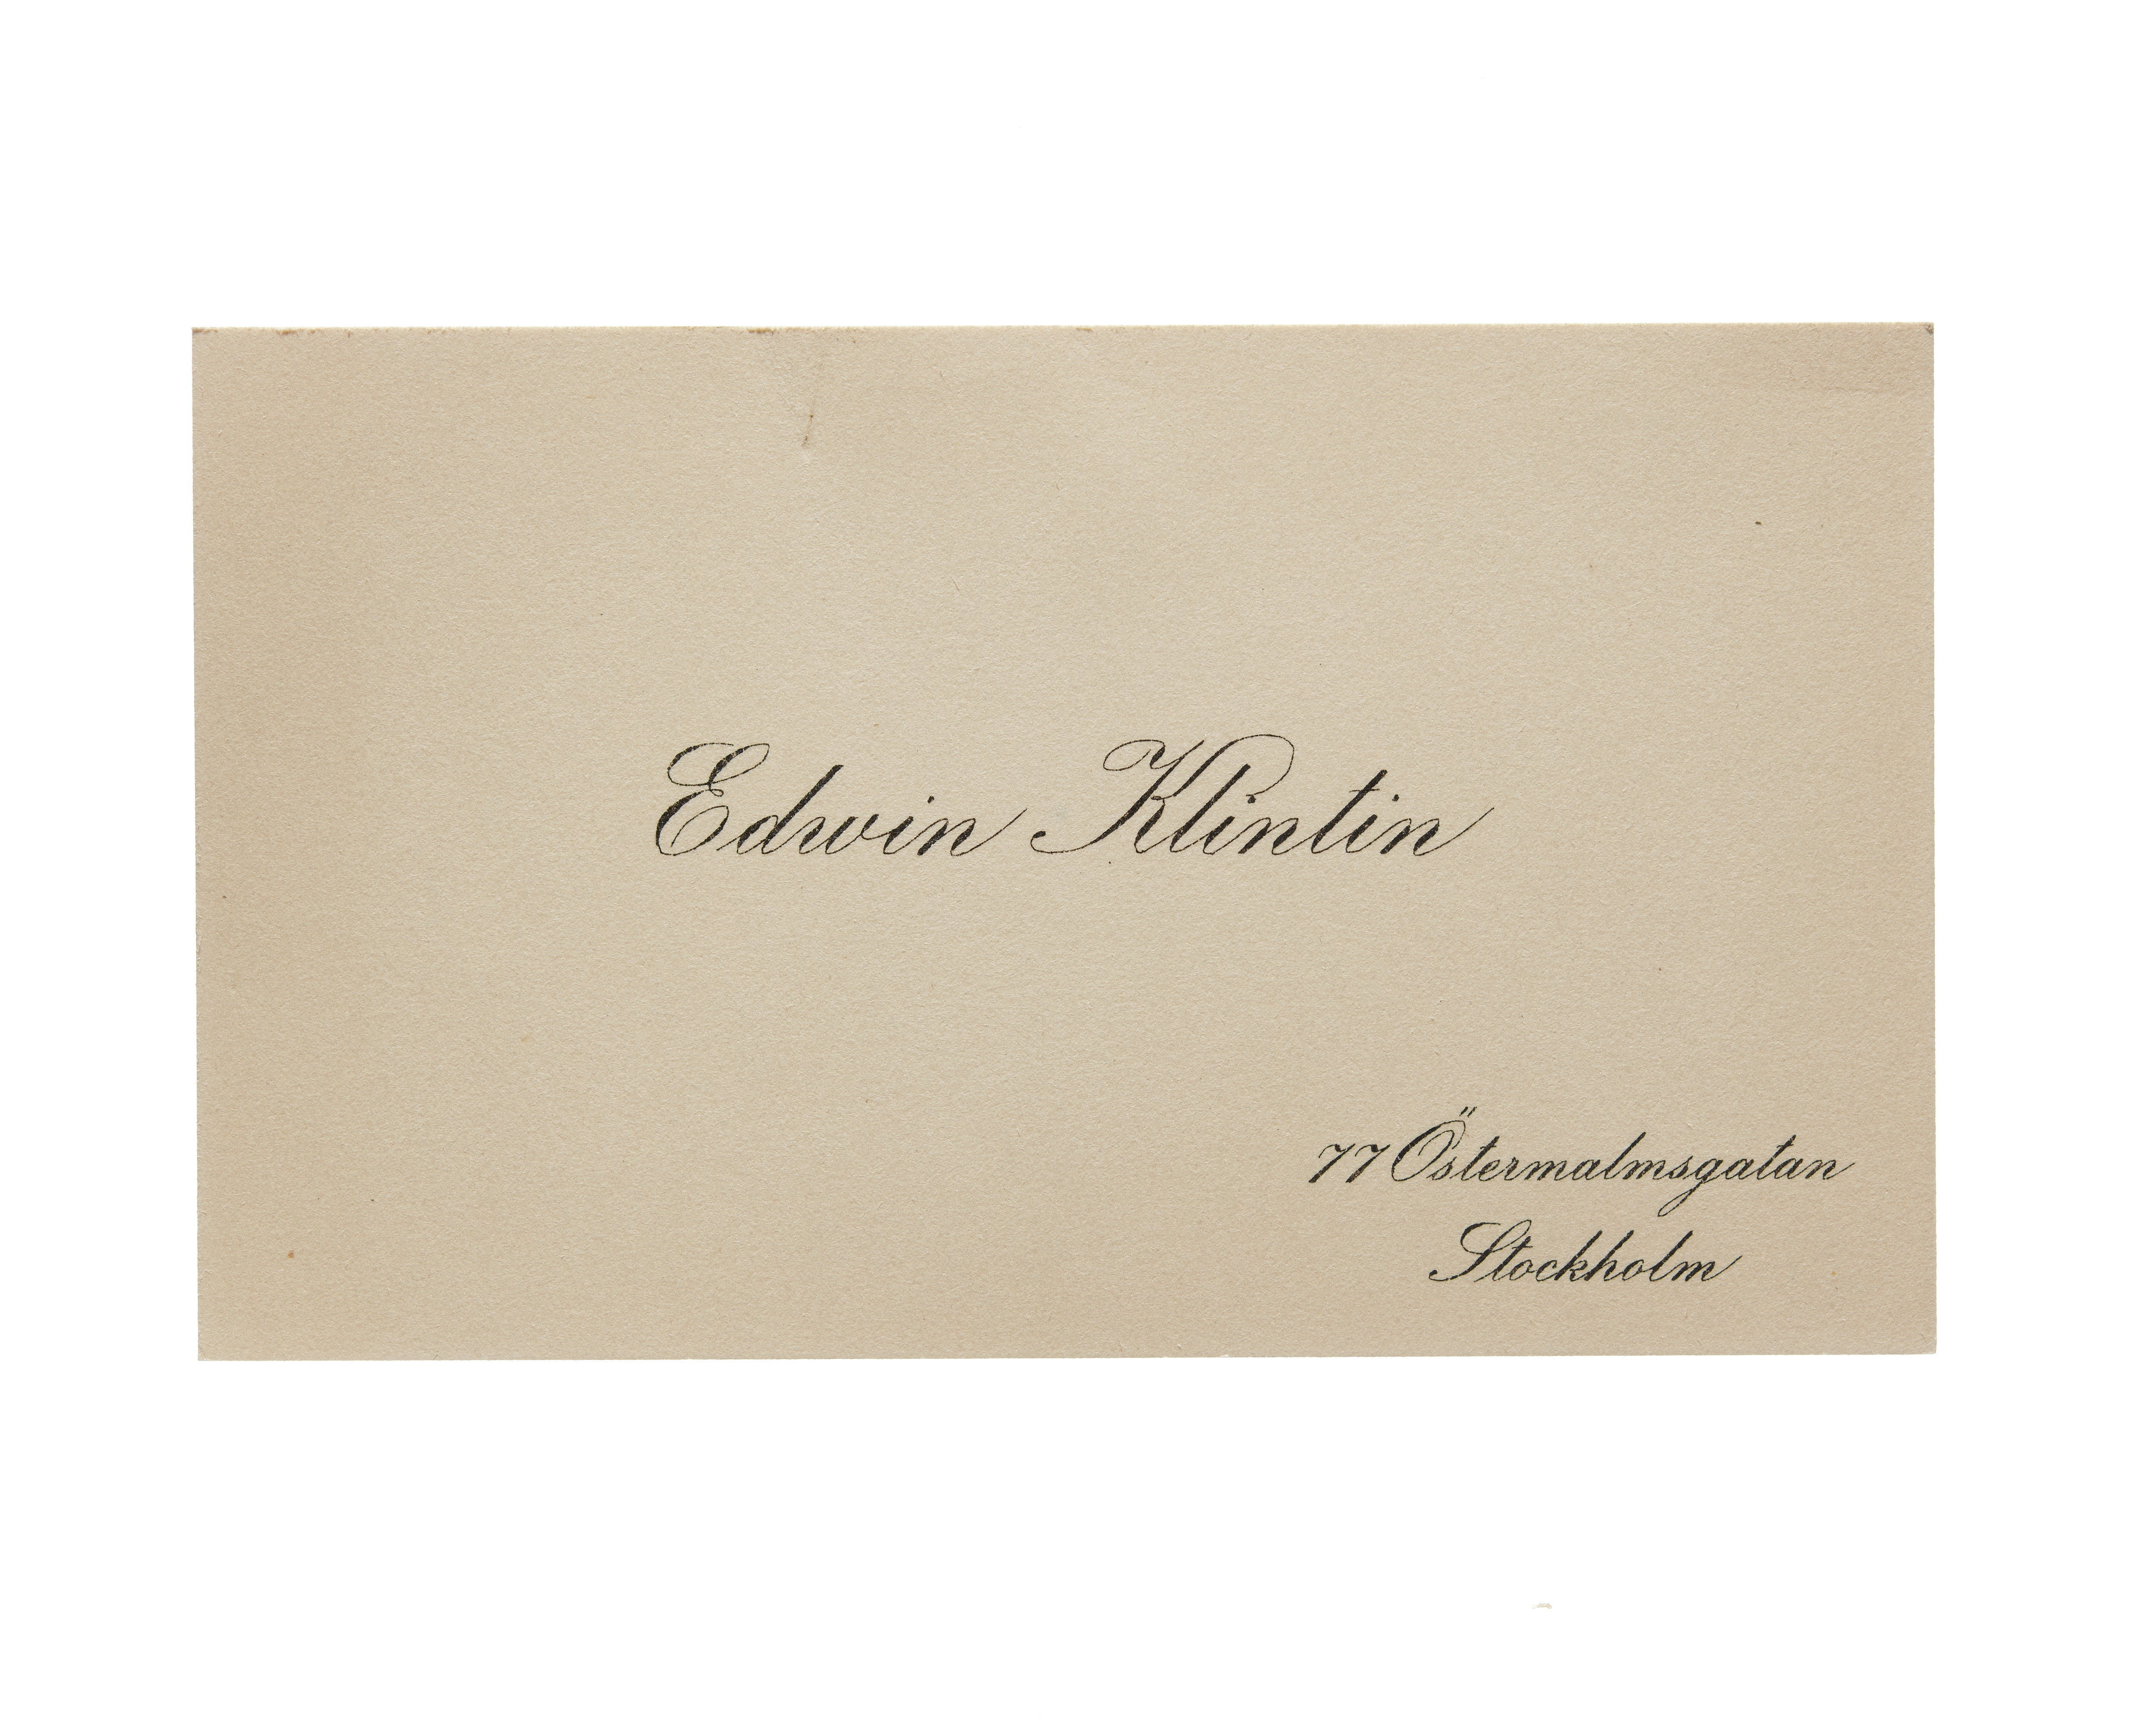 Edwin Klintin
77 Östermalmsgatan
Stockholm